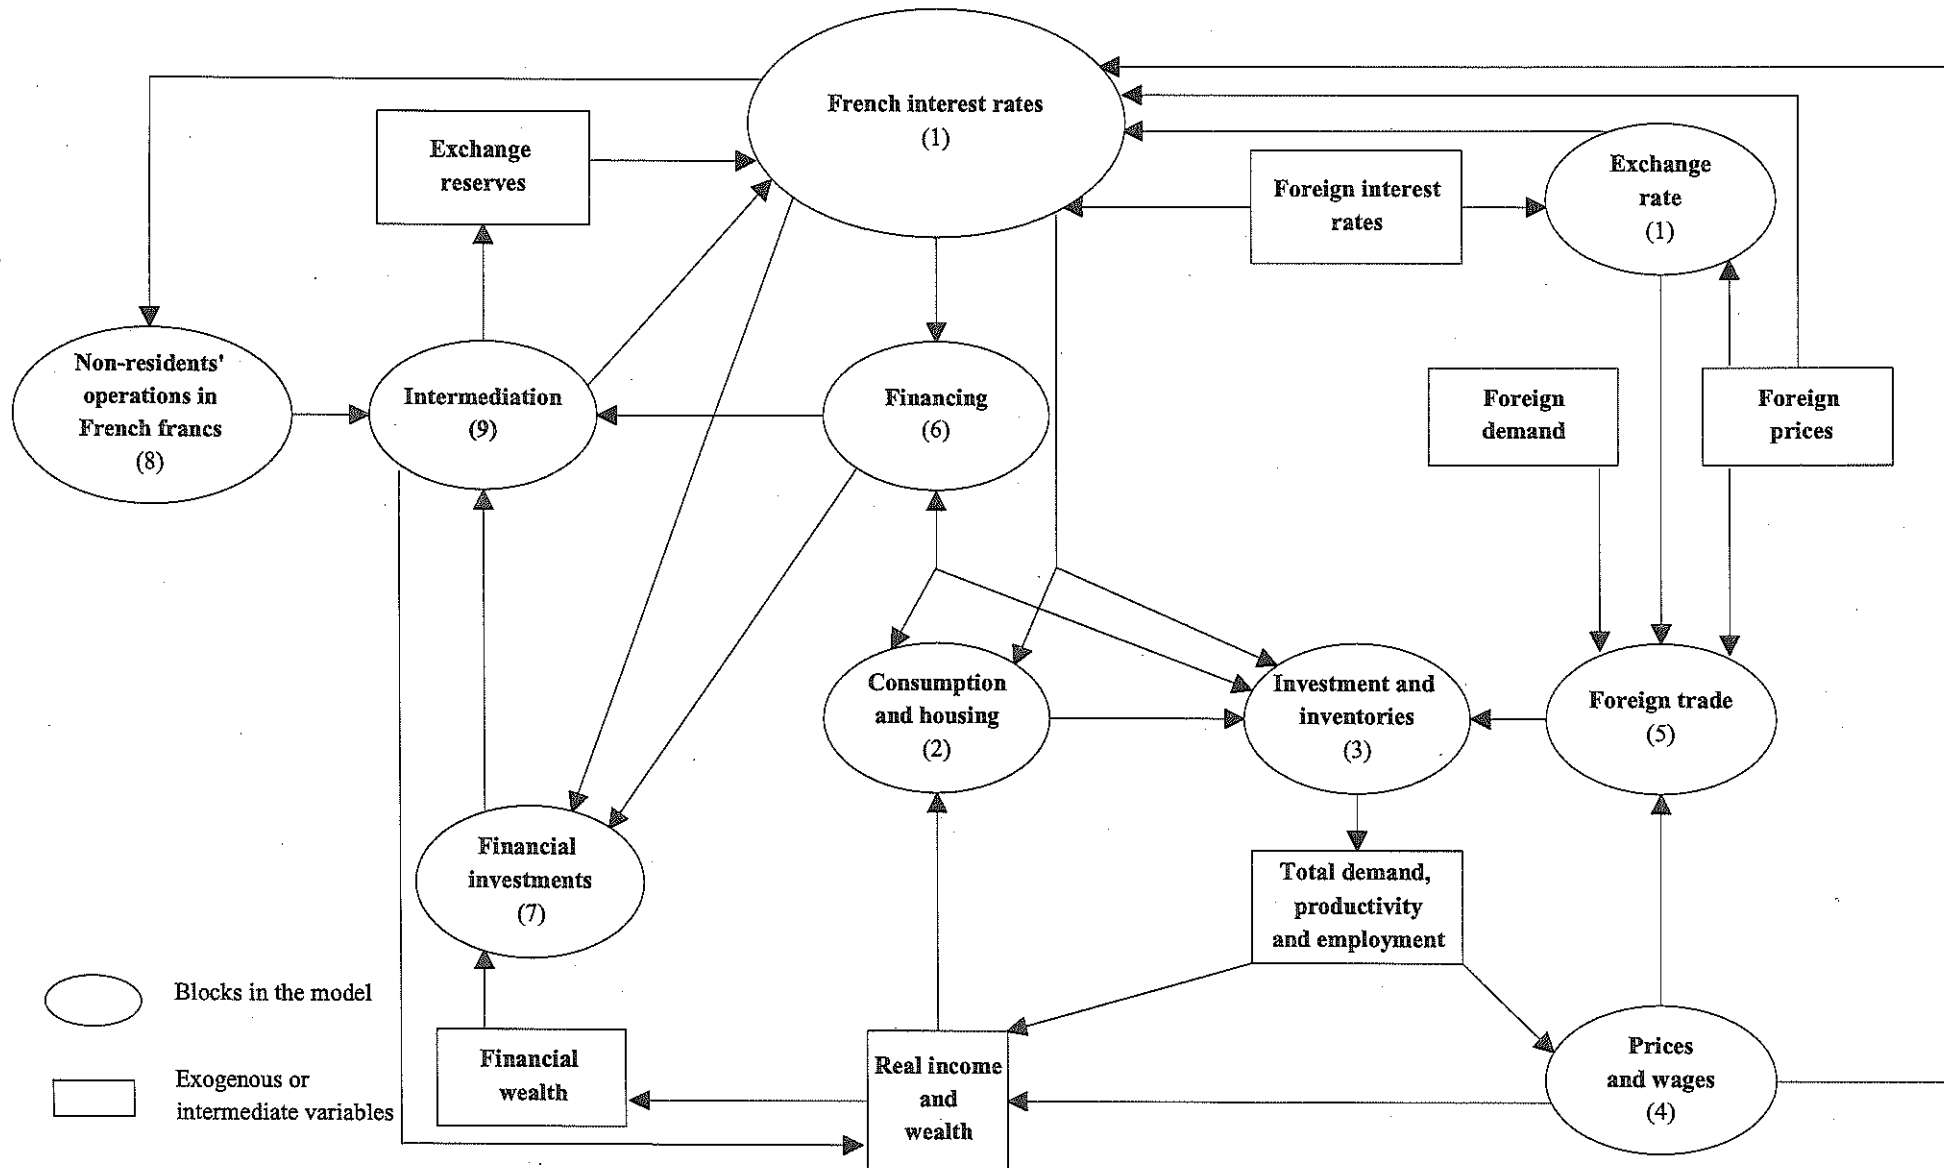 French interest rates
(1)
Exchange
reserves
Foreign interest
rates
Exchange
rate
(1)
Non-residents'
operations in
French francs
(8)
Intermediation
(9)
Financing
(6)
Foreign
demand
Foreign
prices
Consumption
and housing
(2)
Investment and
inventories
(3)
Foreign trade
(5)
Financial
investments
(7)
Total demand,
productivity
and employment
Blocks in the model
Exogenous or
intermediate variables
Financial
wealth
Real income
and
wealth
Prices
and wages
(4)